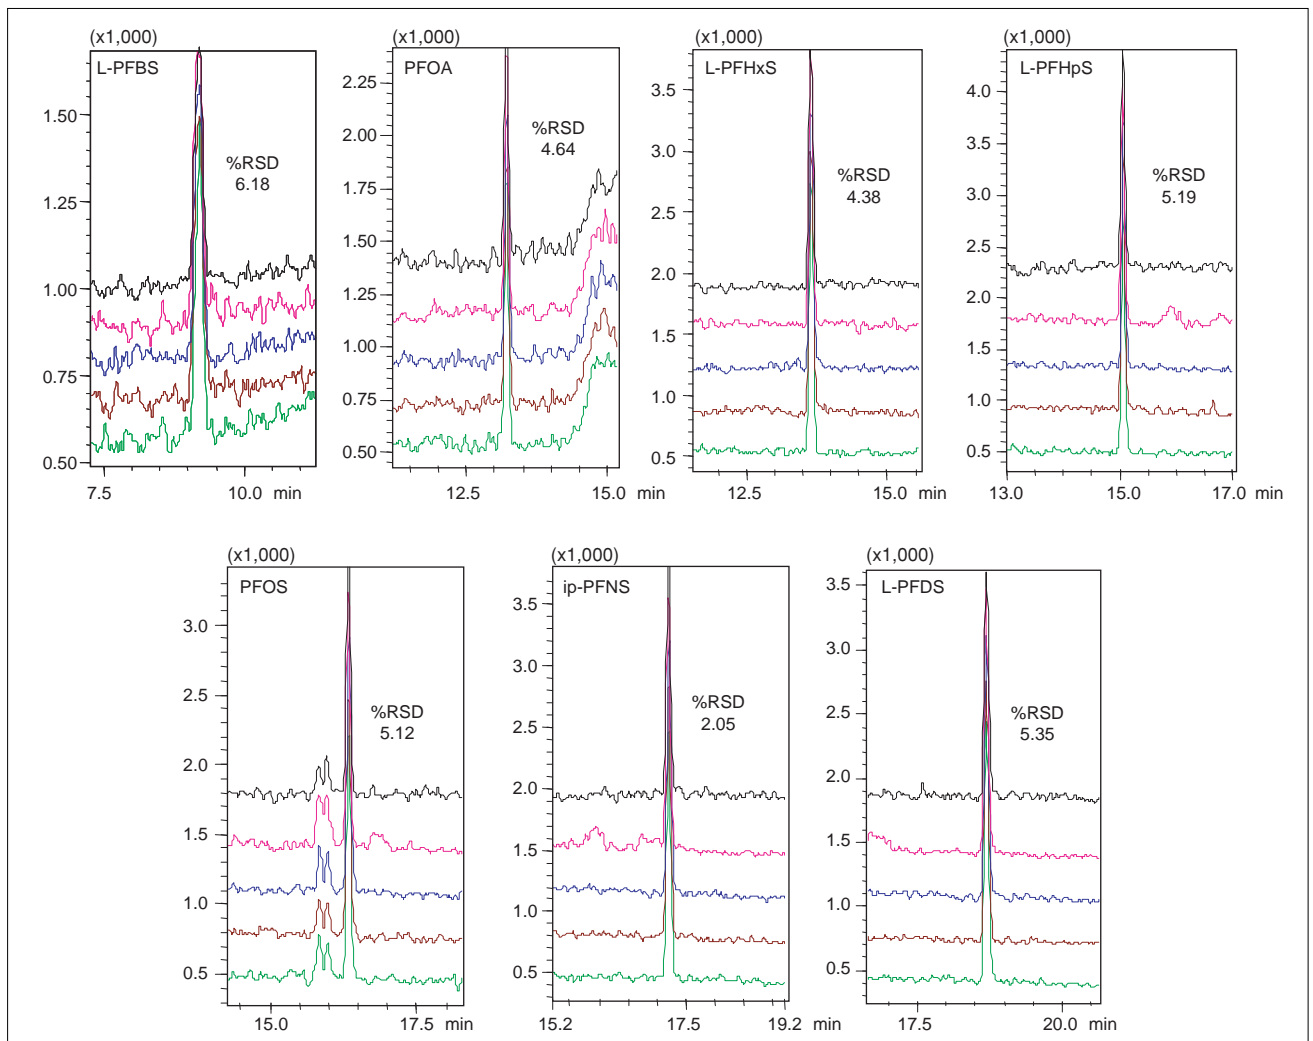 (x1,000)
L-PFBS
%RSD
6.18
1.50
1.25
1.00
0.75
0.50
7.5 10.0 min
(x1,000)
PFOA
%RSD
4.64
2.25
2.00
1.75
1.50
1.25
1.00
0.75
0.50
12.5 15.0 min
(x1,000)
L-PFHxS
%RSD
4.38
3.5
3.0
2.5
2.0
1.5
1.0
0.5
12.5 15.0 min
(x1,000)
L-PFHpS
%RSD
5.19
4.0
3.5
3.0
2.5
2.0
1.5
1.0
0.5
13.0 15.0 17.0 min
(x1,000)
PFOS
%RSD
5.12
3.0
2.5
2.0
1.5
1.0
0.5
15.0 17.5 min
(x1,000)
ip-PFNS
%RSD
2.05
3.5
3.0
2.5
2.0
1.5
1.0
0.5
15.2 17.5 19.2 min
(x1,000)
L-PFDS
%RSD
5.35
3.5
3.0
2.5
2.0
1.5
1.0
0.5
17.5 20.0 min